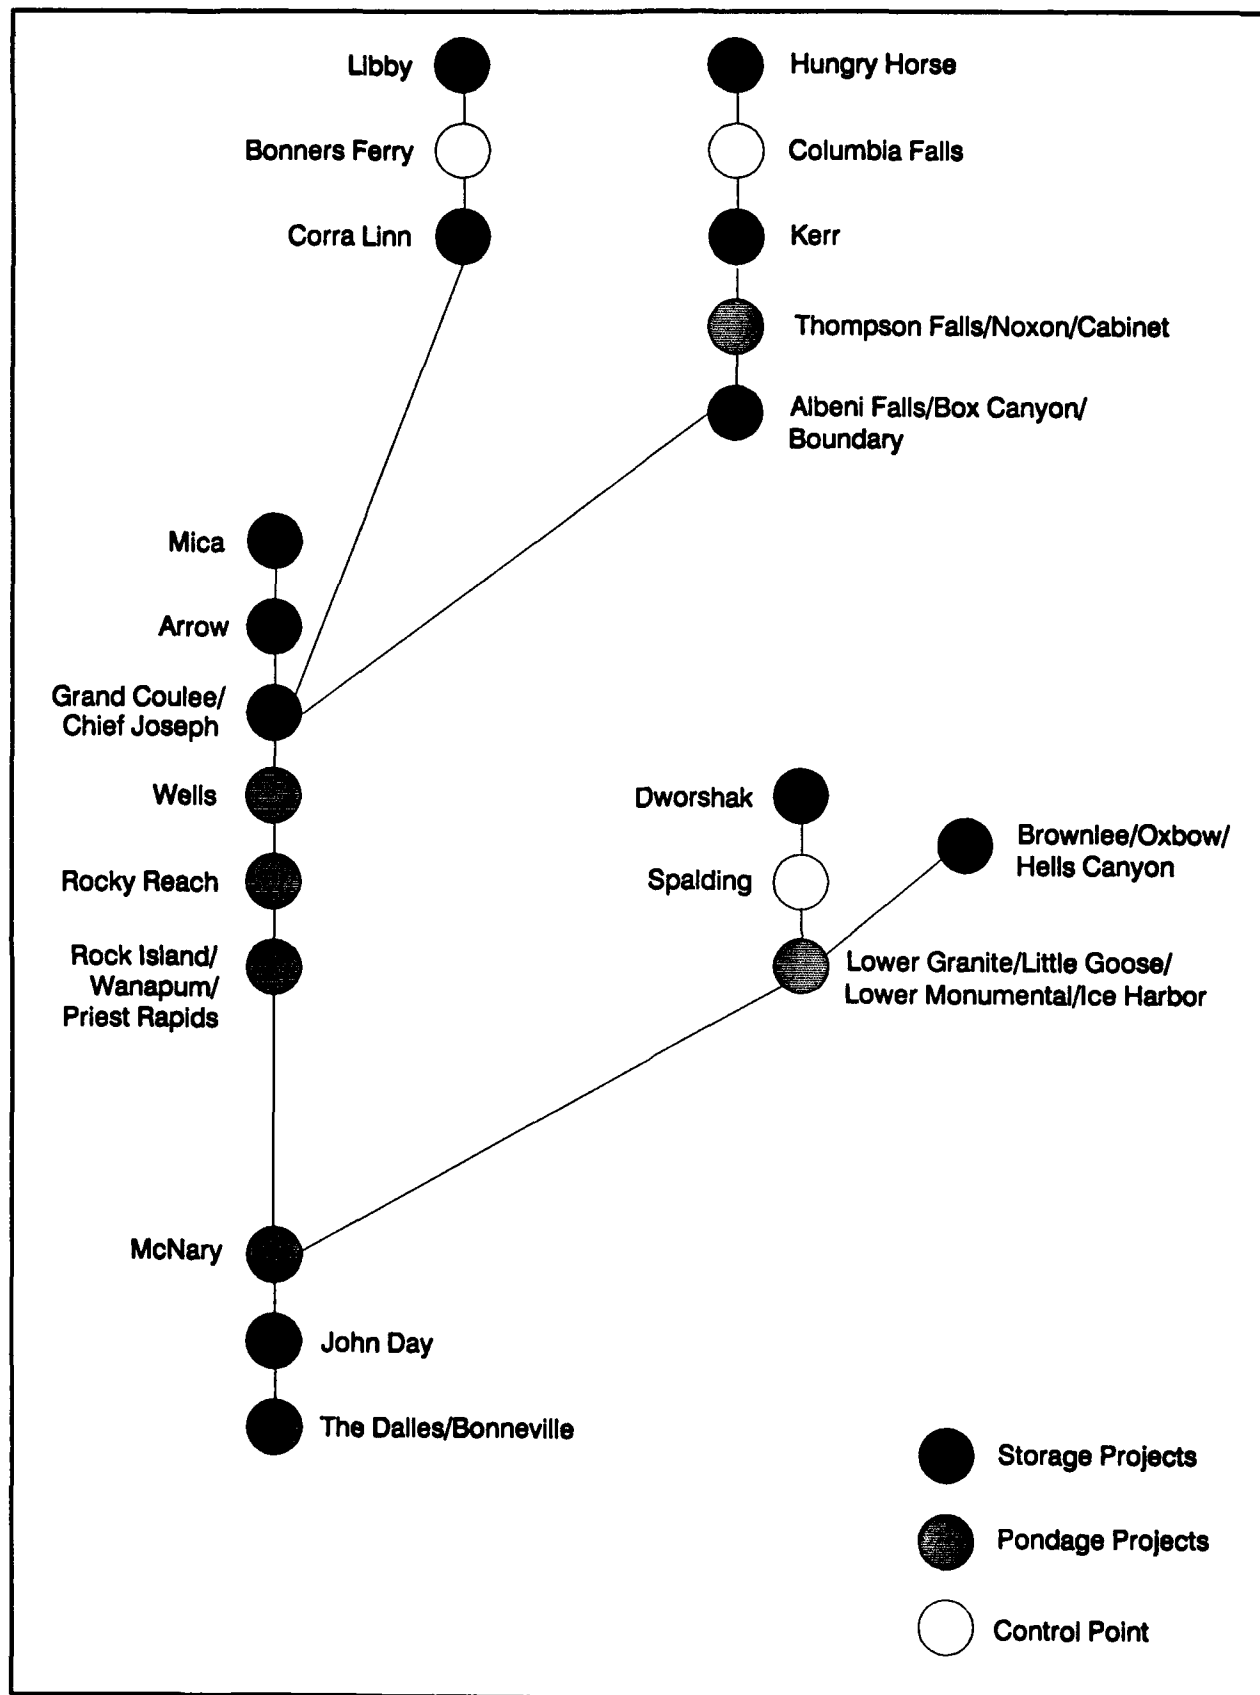 Libby
Hungry Horse
Bonners Ferry
Columbia Falls
Corra Linn
Kerr
Thompson Falls/Noxon/Cabinet
Albeni Falls/Box Canyon/
Boundary
Mica
Arrow
Grand Coulee/
Chief Joseph
Wells
Dworshak
Brownlee/Oxbow/
Hells Canyon
Rocky Reach
Spalding
Rock Island/
Wanapum/
Priest Rapids
Lower Granite/Little Goose/
Lower Monumental/Ice Harbor
McNary
John Day
The Dalles/Bonneville
Storage Projects
Pondage Projects
Control Point